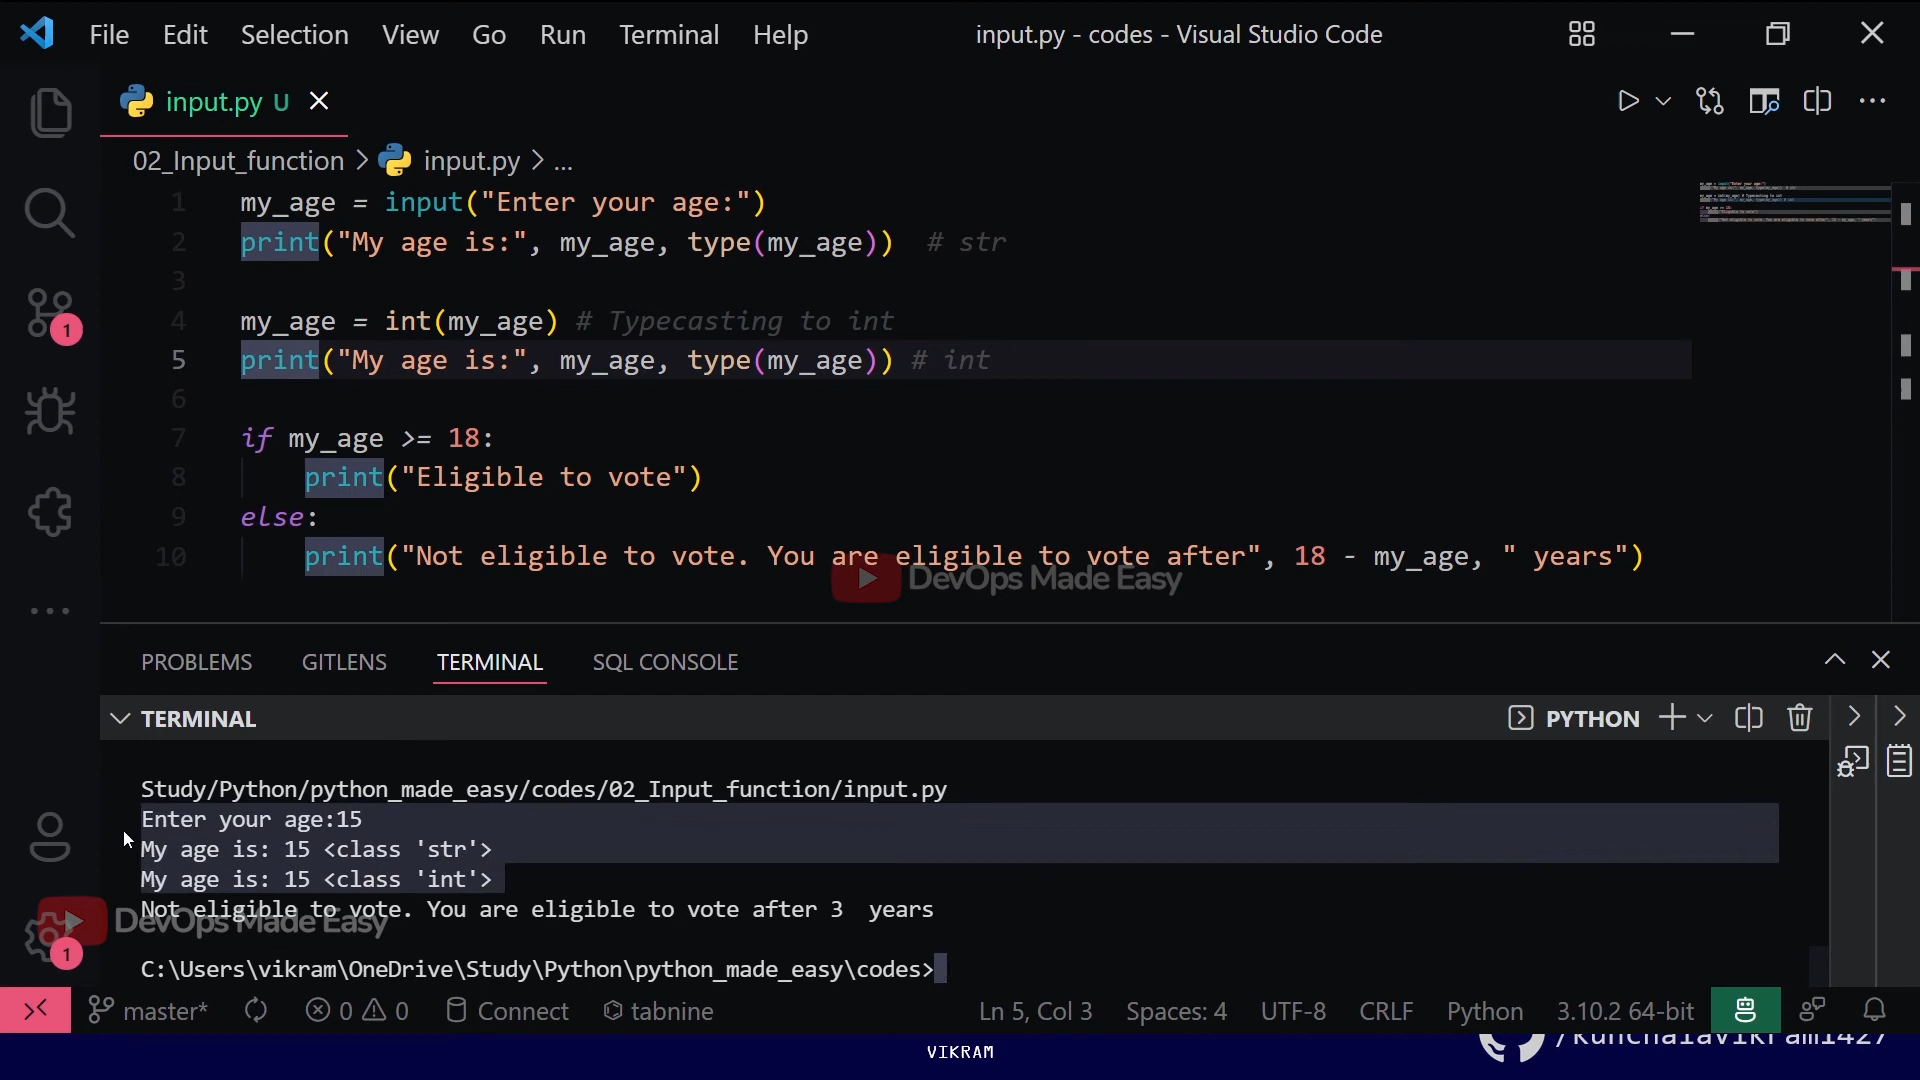 File Edit Selection View Go Run Terminal Help input.py - codes - Visual Studio Code
input.py U
02_Input_function > input.py > ...
1 my_age = input("Enter your age:")
2 print("My age is:", my_age, type(my_age))  # str
3
4 my_age = int(my_age) # Typecasting to int
5 print("My age is:", my_age, type(my_age)) # int
6
7 if my_age >= 18:
8     print("Eligible to vote")
9 else:
10     print("Not eligible to vote. You are eligible to vote after", 18 - my_age, " years")
DevOps Made Easy
PROBLEMS GITLENS TERMINAL SQL CONSOLE
TERMINAL PYTHON
Study/Python/python_made_easy/codes/02_Input_function/input.py
Enter your age:15
My age is: 15 <class 'str'>
My age is: 15 <class 'int'>
Not eligible to vote. You are eligible to vote after 3  years
DevOps Made Easy
C:\Users\vikram\OneDrive\Study\Python\python_made_easy\codes>
1
1
master* 0 0 Connect tabnine Ln 5, Col 3 Spaces: 4 UTF-8 CRLF Python 3.10.2 64-bit
VIKRAM
/kunchalavikram1427